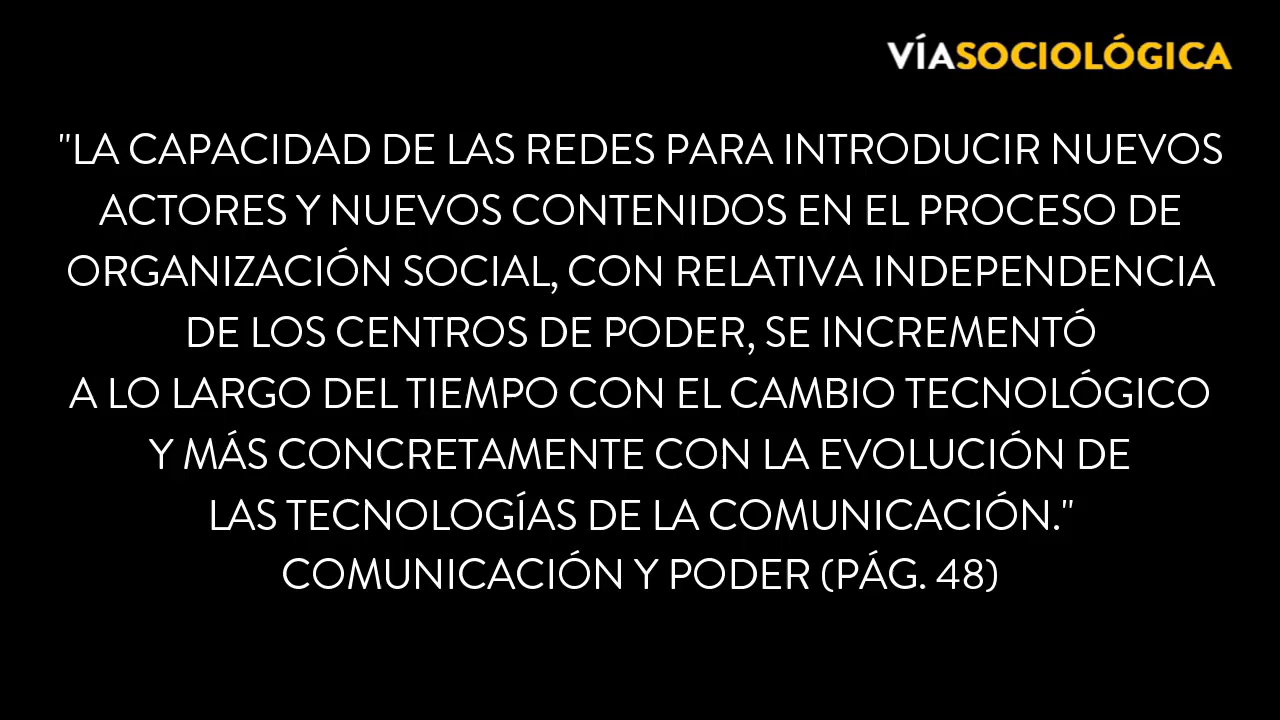 VÍASOCIOLÓGICA
"LA CAPACIDAD DE LAS REDES PARA INTRODUCIR NUEVOS
ACTORES Y NUEVOS CONTENIDOS EN EL PROCESO DE
ORGANIZACIÓN SOCIAL, CON RELATIVA INDEPENDENCIA
DE LOS CENTROS DE PODER, SE INCREMENTÓ
A LO LARGO DEL TIEMPO CON EL CAMBIO TECNOLÓGICO
Y MÁS CONCRETAMENTE CON LA EVOLUCIÓN DE
LAS TECNOLOGÍAS DE LA COMUNICACIÓN."
COMUNICACIÓN Y PODER (PÁG. 48)